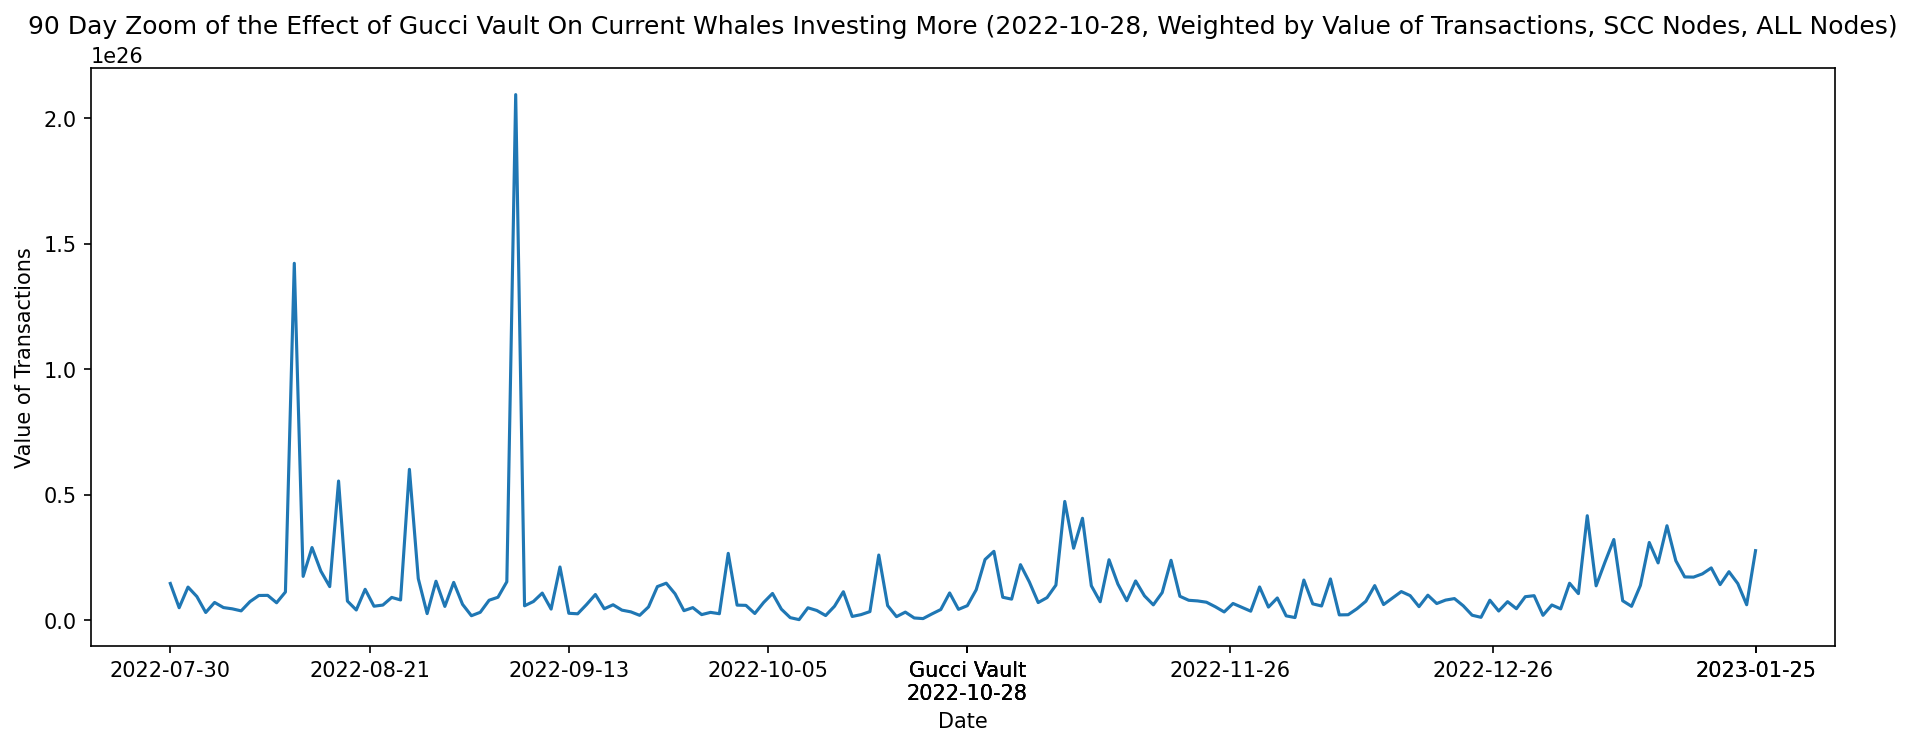 90 Day Zoom of the Effect of Gucci Vault On Current Whales Investing More (2022-10-28, Weighted by Value of Transactions, SCC Nodes, ALL Nodes)
1e26
2.0
1.5
1.0
0.5
0.0
Value of Transactions
2022-07-30
2022-08-21
2022-09-13
2022-10-05
Gucci Vault
2022-10-28
2022-11-26
2022-12-26
2023-01-25
Date